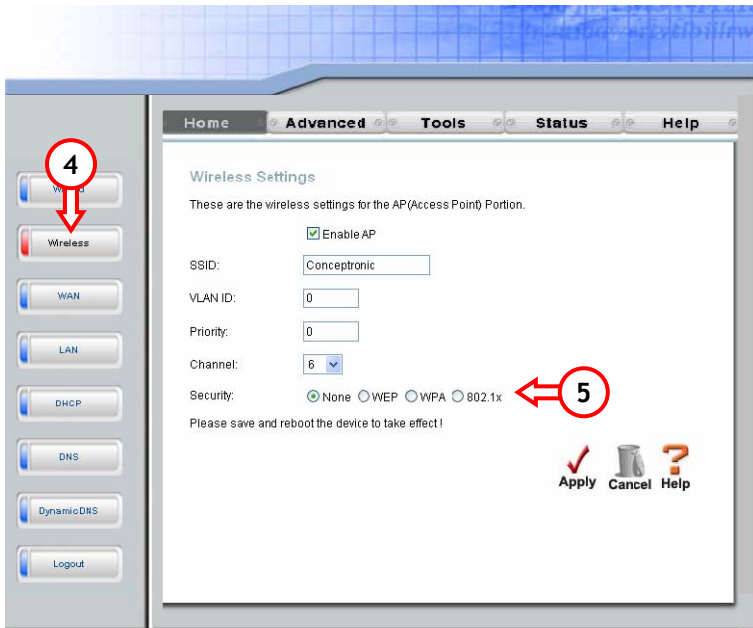 Home Advanced Tools Status Help
4
Wireless
WAN
LAN
DHCP
DNS
DynamicDNS
Logout
Wireless Settings
These are the wireless settings for the AP(Access Point) Portion.
Enable AP
SSID: Conceptronic
VLAN ID: 0
Priority: 0
Channel: 6
Security: None WEP WPA 802.1x
5
Please save and reboot the device to take effect !
Apply Cancel Help